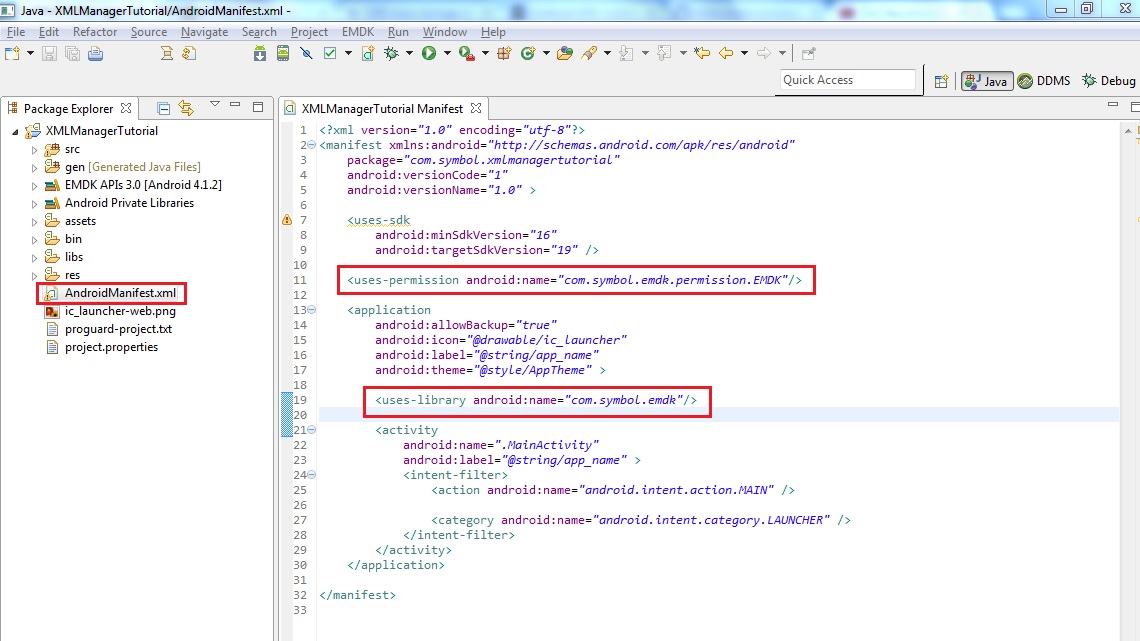 Java - XMLManagerTutorial/AndroidManifest.xml -
File Edit Refactor Source Navigate Search Project EMDK Run Window Help
Quick Access
Java DDMS Debug
Package Explorer
XMLManagerTutorial
src
gen [Generated Java Files]
EMDK APIs 3.0 [Android 4.1.2]
Android Private Libraries
assets
bin
libs
res
AndroidManifest.xml
ic_launcher-web.png
proguard-project.txt
project.properties
XMLManagerTutorial Manifest
1 <?xml version="1.0" encoding="utf-8"?>
2 <manifest xmlns:android="http://schemas.android.com/apk/res/android"
3 package="com.symbol.xmlmanagertutorial"
4 android:versionCode="1"
5 android:versionName="1.0" >
6
7 <uses-sdk
8 android:minSdkVersion="16"
9 android:targetSdkVersion="19" />
10
11 <uses-permission android:name="com.symbol.emdk.permission.EMDK"/>
12
13 <application
14 android:allowBackup="true"
15 android:icon="@drawable/ic_launcher"
16 android:label="@string/app_name"
17 android:theme="@style/AppTheme" >
18
19 <uses-library android:name="com.symbol.emdk"/>
20
21 <activity
22 android:name=".MainActivity"
23 android:label="@string/app_name" >
24 <intent-filter>
25 <action android:name="android.intent.action.MAIN" />
26
27 <category android:name="android.intent.category.LAUNCHER" />
28 </intent-filter>
29 </activity>
30 </application>
31
32 </manifest>
33